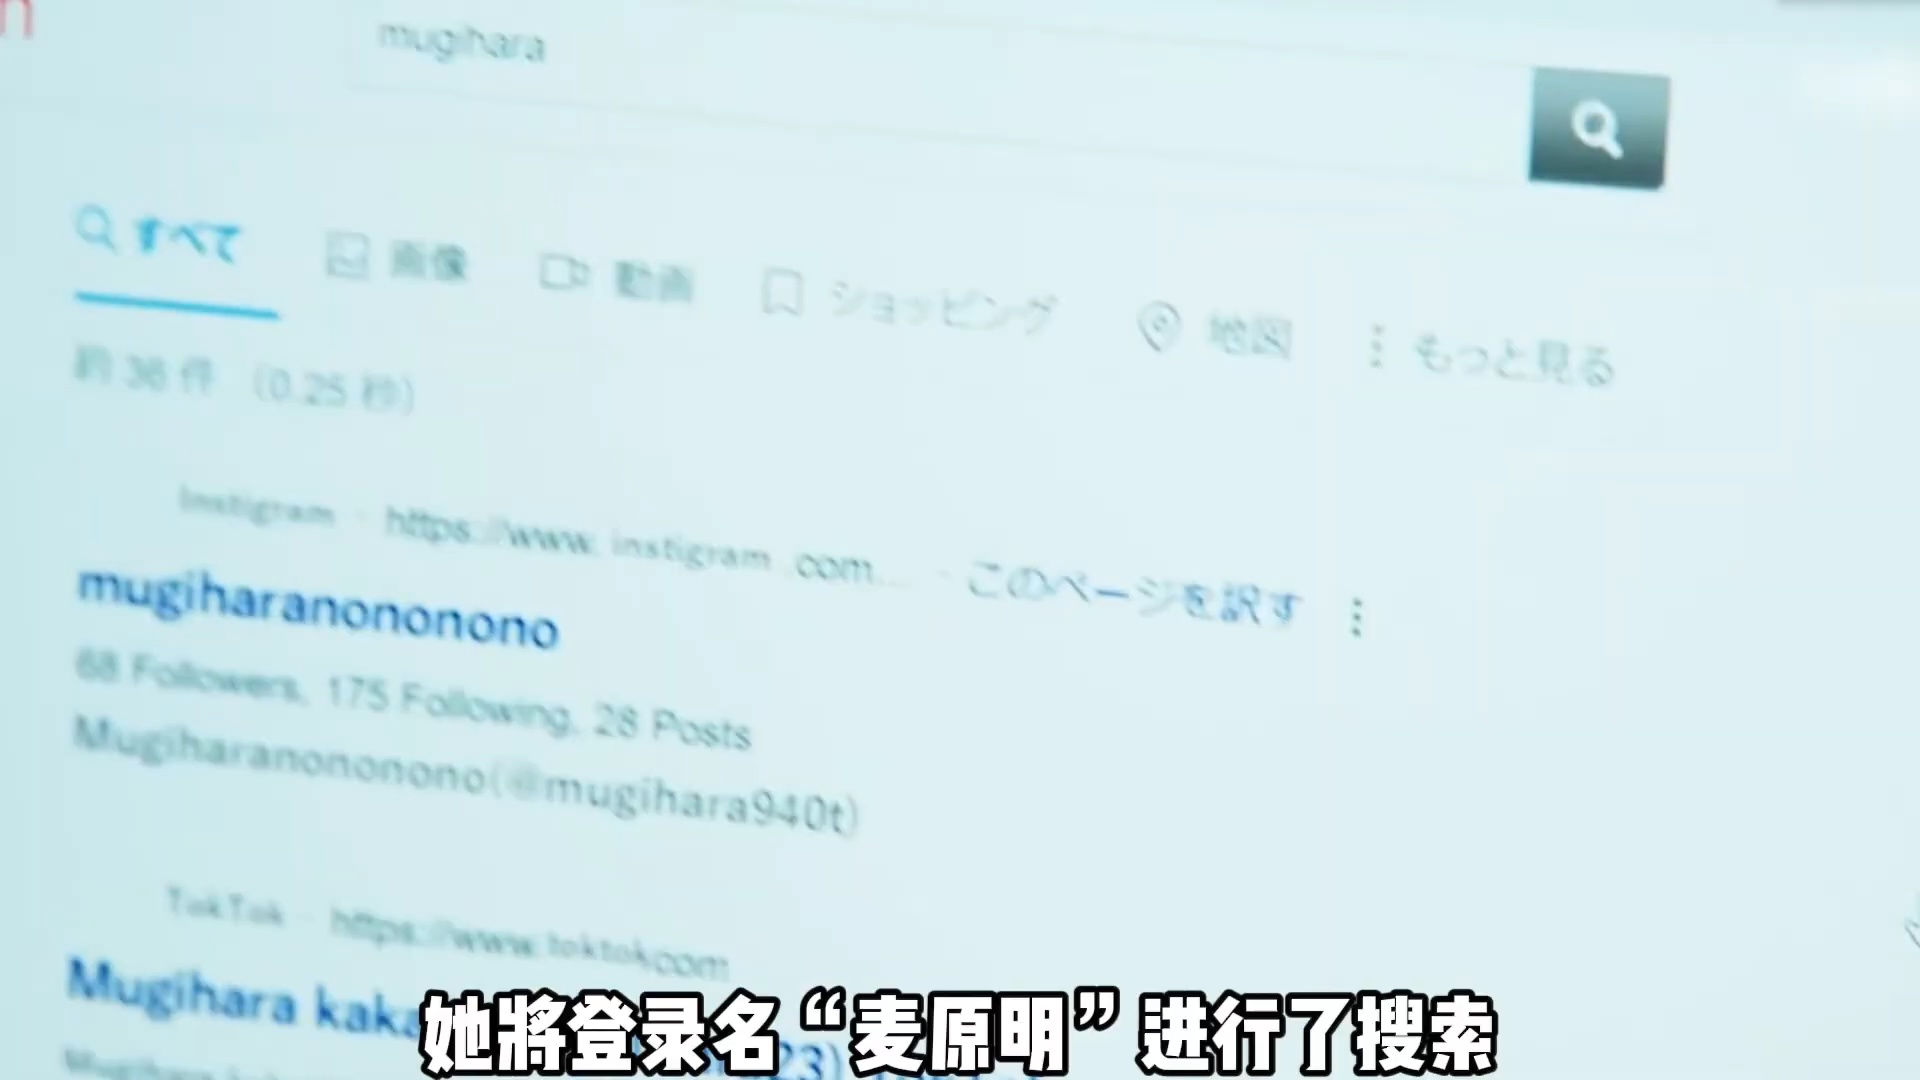 mugihara
すべて 画像 動画 ショッピング 地図 もっと見る
約 36 件 (0.25 秒)
Instigram · https://www.instigram.com... · このページを訳す
mugiharanononono
68 Followers, 175 Following, 28 Posts
Mugiharanononono(@mugihara940t)
TokTok · https://www.toktokcom
Mugihara kaka
她將登录名“麦原明”进行了搜索